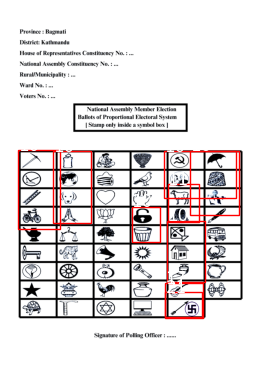 Province : Bagmati
District: Kathmandu
House of Representatives Constituency No. : ...
National Assembly Constituency No. : ...
Rural/Municipality : ...
Ward No. : ...
Voters No. : ...
National Assembly Member Election
Ballots of Proportional Electoral System
[ Stamp only inside a symbol box ]
Signature of Polling Officer : ......